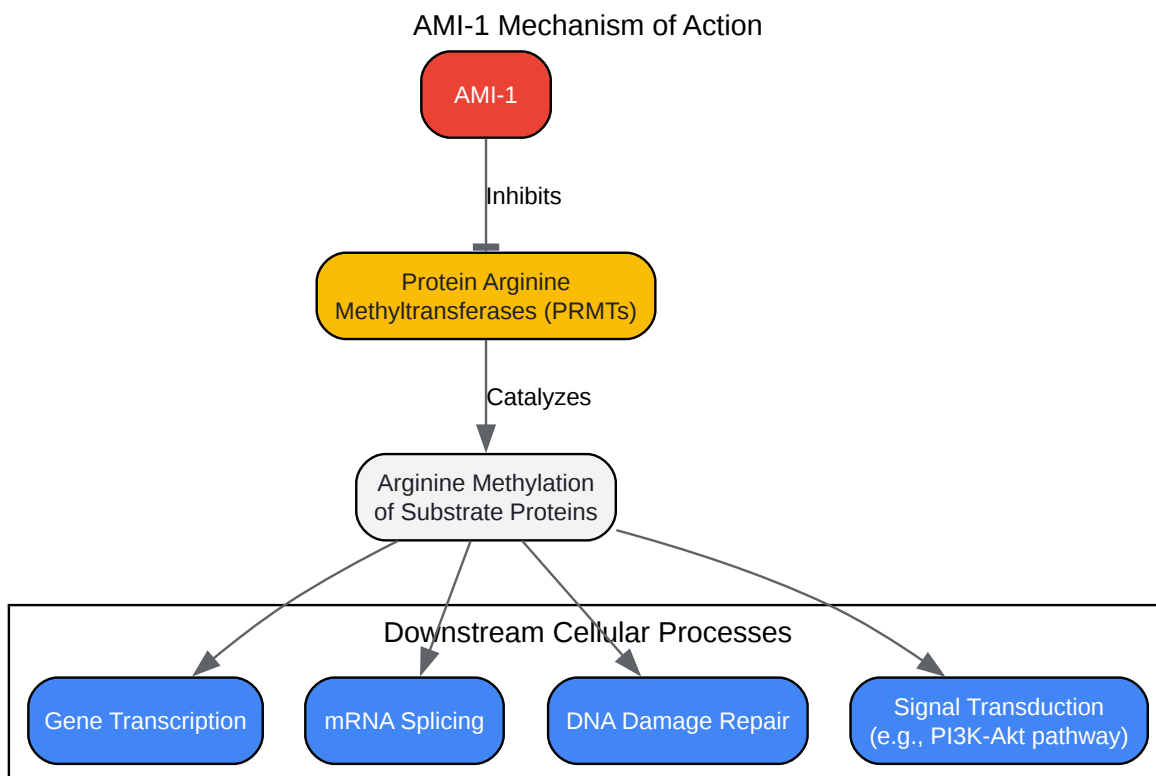 AMI-1 Mechanism of Action
AMI-1
Inhibits
Protein Arginine
Methyltransferases (PRMTs)
Catalyzes
Arginine Methylation
of Substrate Proteins
Downstream Cellular Processes
Gene Transcription
mRNA Splicing
DNA Damage Repair
Signal Transduction
(e.g., PI3K-Akt pathway)